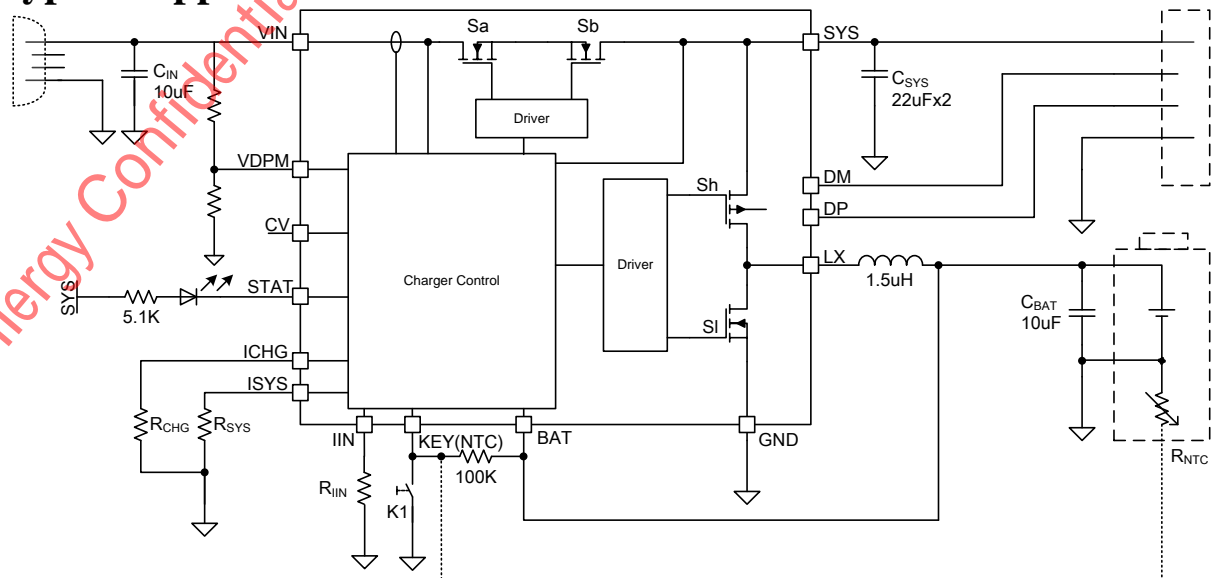 VIN
Sa
Sb
SYS
CIN
10uF
CSYS
22uFx2
Driver
VDPM
Sh
DM
DP
CV
Charger Control
Driver
LX
1.5uH
SYS
5.1K
STAT
CBAT
10uF
Sl
ICHG
ISYS
RCHG
RSYS
IIN
KEY(NTC)
BAT
GND
100K
RNTC
RIIN
K1
Confidential